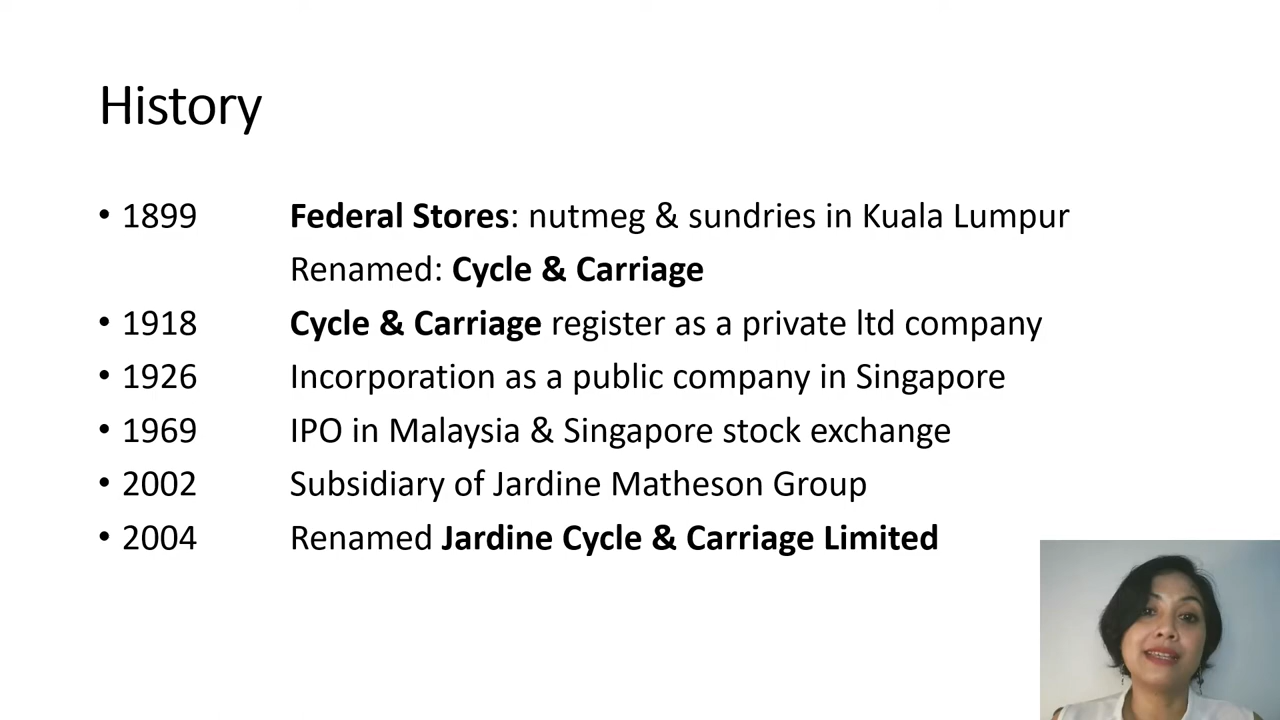 History
• 1899 Federal Stores: nutmeg & sundries in Kuala Lumpur
Renamed: Cycle & Carriage
• 1918 Cycle & Carriage register as a private ltd company
• 1926 Incorporation as a public company in Singapore
• 1969 IPO in Malaysia & Singapore stock exchange
• 2002 Subsidiary of Jardine Matheson Group
• 2004 Renamed Jardine Cycle & Carriage Limited